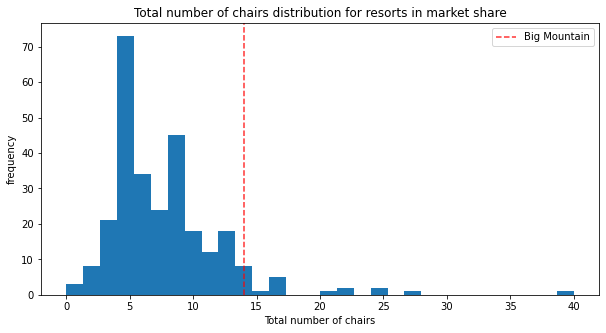 Total number of chairs distribution for resorts in market share
Big Mountain
frequency
70
60
50
40
30
20
10
0
0 5 10 15 20 25 30 35 40
Total number of chairs